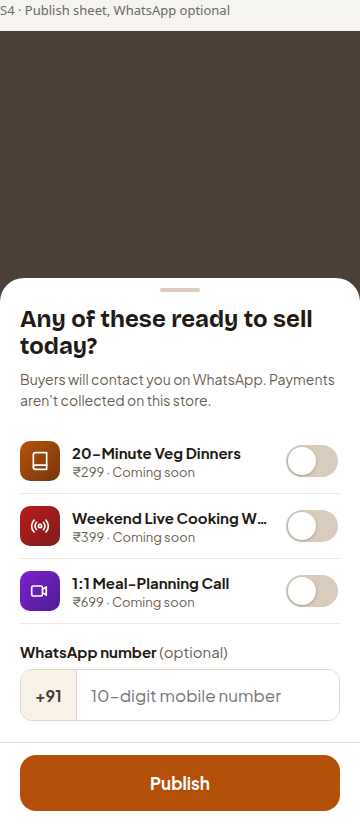 S4 · Publish sheet, WhatsApp optional
Any of these ready to sell
today?
Buyers will contact you on WhatsApp. Payments
aren't collected on this store.
20-Minute Veg Dinners
₹299 · Coming soon
Weekend Live Cooking W...
₹399 · Coming soon
1:1 Meal-Planning Call
₹699 · Coming soon
WhatsApp number (optional)
+91 10-digit mobile number
Publish